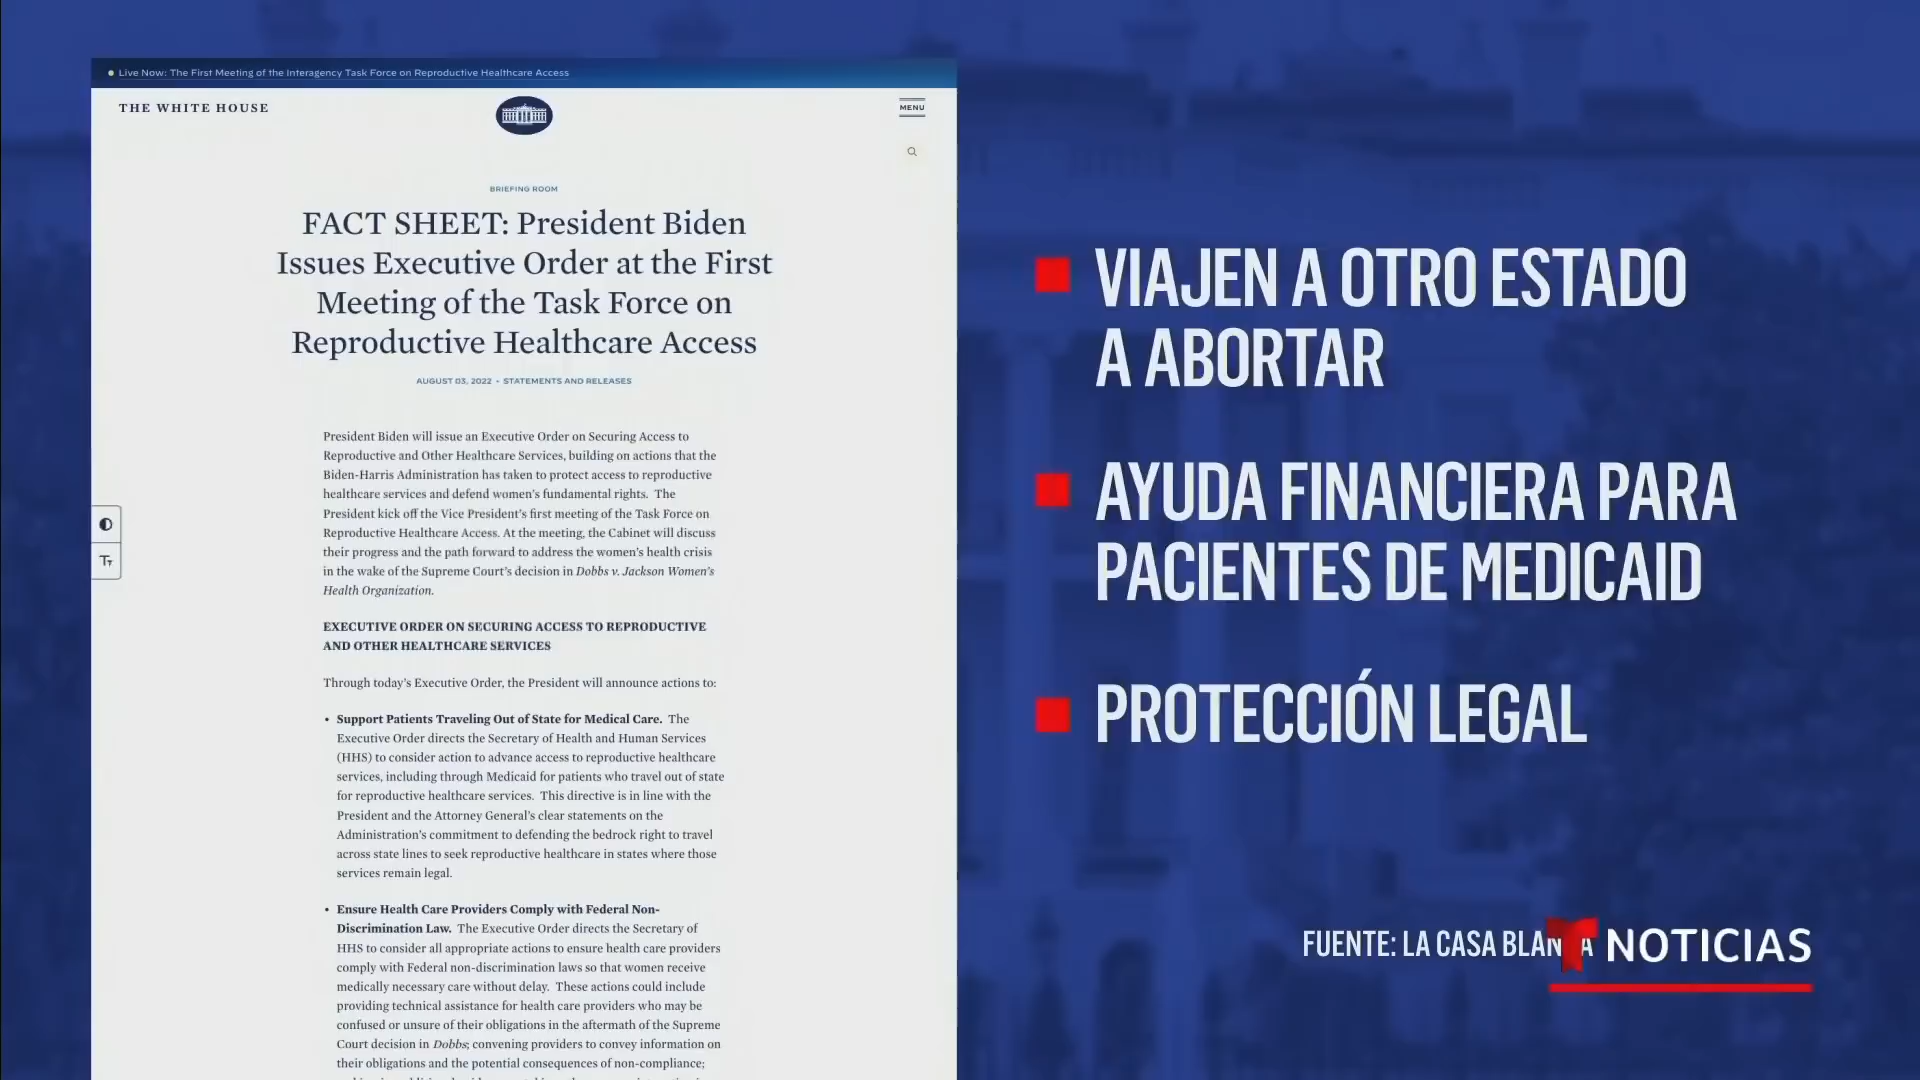 Live Now: The First Meeting of the Interagency Task Force on Reproductive Healthcare Access
THE WHITE HOUSE
MENU
BRIEFING ROOM
FACT SHEET: President Biden
Issues Executive Order at the First
Meeting of the Task Force on
Reproductive Healthcare Access
AUGUST 03, 2022 • STATEMENTS AND RELEASES
President Biden will issue an Executive Order on Securing Access to
Reproductive and Other Healthcare Services, building on actions that the
Biden-Harris Administration has taken to protect access to reproductive
healthcare services and defend women's fundamental rights. The
President kick off the Vice President's first meeting of the Task Force on
Reproductive Healthcare Access. At the meeting, the Cabinet will discuss
their progress and the path forward to address the women's health crisis
in the wake of the Supreme Court's decision in Dobbs v. Jackson Women's
Health Organization.
EXECUTIVE ORDER ON SECURING ACCESS TO REPRODUCTIVE
AND OTHER HEALTHCARE SERVICES
Through today's Executive Order, the President will announce actions to:
• Support Patients Traveling Out of State for Medical Care. The
Executive Order directs the Secretary of Health and Human Services
(HHS) to consider action to advance access to reproductive healthcare
services, including through Medicaid for patients who travel out of state
for reproductive healthcare services. This directive is in line with the
President and the Attorney General's clear statements on the
Administration's commitment to defending the bedrock right to travel
across state lines to seek reproductive healthcare in states where those
services remain legal.
• Ensure Health Care Providers Comply with Federal Non-
Discrimination Law. The Executive Order directs the Secretary of
HHS to consider all appropriate actions to ensure health care providers
comply with Federal non-discrimination laws so that women receive
medically necessary care without delay. These actions could include
providing technical assistance for health care providers who may be
confused or unsure of their obligations in the aftermath of the Supreme
Court decision in Dobbs; convening providers to convey information on
their obligations and the potential consequences of non-compliance;
VIAJEN A OTRO ESTADO
A ABORTAR
AYUDA FINANCIERA PARA
PACIENTES DE MEDICAID
PROTECCIÓN LEGAL
FUENTE: LA CASA BLANCA
NOTICIAS